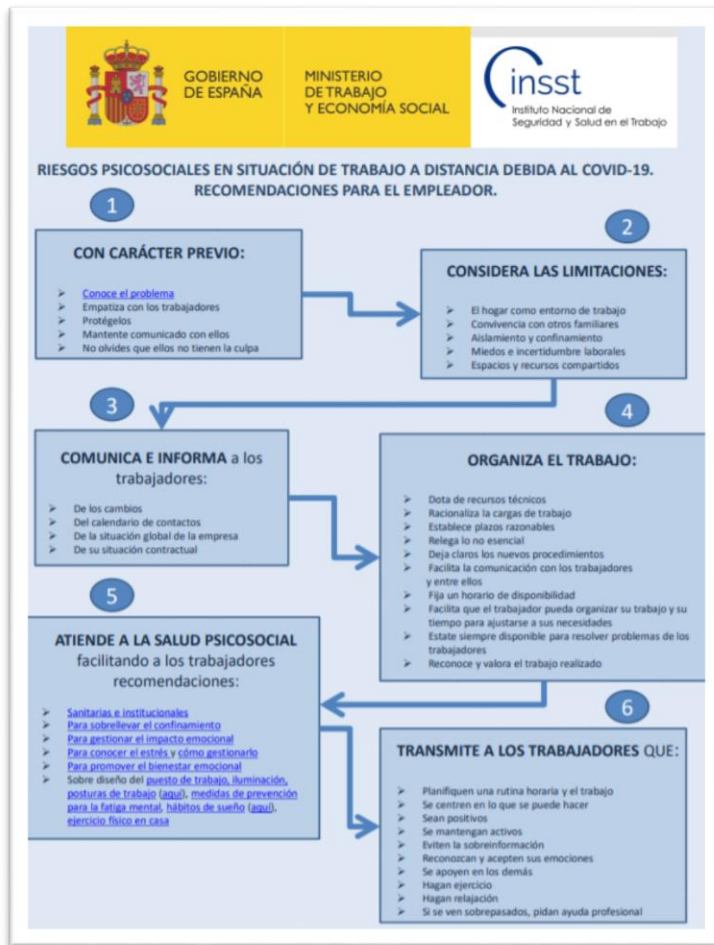 GOBIERNO
DE ESPAÑA
MINISTERIO
DE TRABAJO
Y ECONOMÍA SOCIAL
insst
Instituto Nacional de
Seguridad y Salud en el Trabajo
RIESGOS PSICOSOCIALES EN SITUACIÓN DE TRABAJO A DISTANCIA DEBIDA AL COVID-19.
RECOMENDACIONES PARA EL EMPLEADOR.
1
CON CARÁCTER PREVIO:
Conoce el problema
Empatiza con los trabajadores
Protégelos
Mantente comunicado con ellos
No olvides que ellos no tienen la culpa
2
CONSIDERA LAS LIMITACIONES:
El hogar como entorno de trabajo
Convivencia con otros familiares
Aislamiento y confinamiento
Miedos e incertidumbre laborales
Espacios y recursos compartidos
3
COMUNICA E INFORMA a los
trabajadores:
De los cambios
Del calendario de contactos
De la situación global de la empresa
De su situación contractual
4
ORGANIZA EL TRABAJO:
Dota de recursos técnicos
Racionaliza la cargas de trabajo
Establece plazos razonables
Relega lo no esencial
Deja claros los nuevos procedimientos
Facilita la comunicación con los trabajadores
y entre ellos
Fija un horario de disponibilidad
Facilita que el trabajador pueda organizar su trabajo y su
tiempo para ajustarse a sus necesidades
Estate siempre disponible para resolver problemas de los
trabajadores
Reconoce y valora el trabajo realizado
5
ATIENDE A LA SALUD PSICOSOCIAL
facilitando a los trabajadores
recomendaciones:
Sanitarias e institucionales
Para sobrellevar el confinamiento
Para gestionar el impacto emocional
Para conocer el estrés y cómo gestionarlo
Para promover el bienestar emocional
Sobre diseño del puesto de trabajo, iluminación,
posturas de trabajo (aquí), medidas de prevención
para la fatiga mental, hábitos de sueño (aquí),
ejercicio físico en casa
6
TRANSMITE A LOS TRABAJADORES QUE:
Planifiquen una rutina horaria y el trabajo
Se centren en lo que se puede hacer
Sean positivos
Se mantengan activos
Eviten la sobreinformación
Reconozcan y acepten sus emociones
Se apoyen en los demás
Hagan ejercicio
Hagan relajación
Si se ven sobrepasados, pidan ayuda profesional